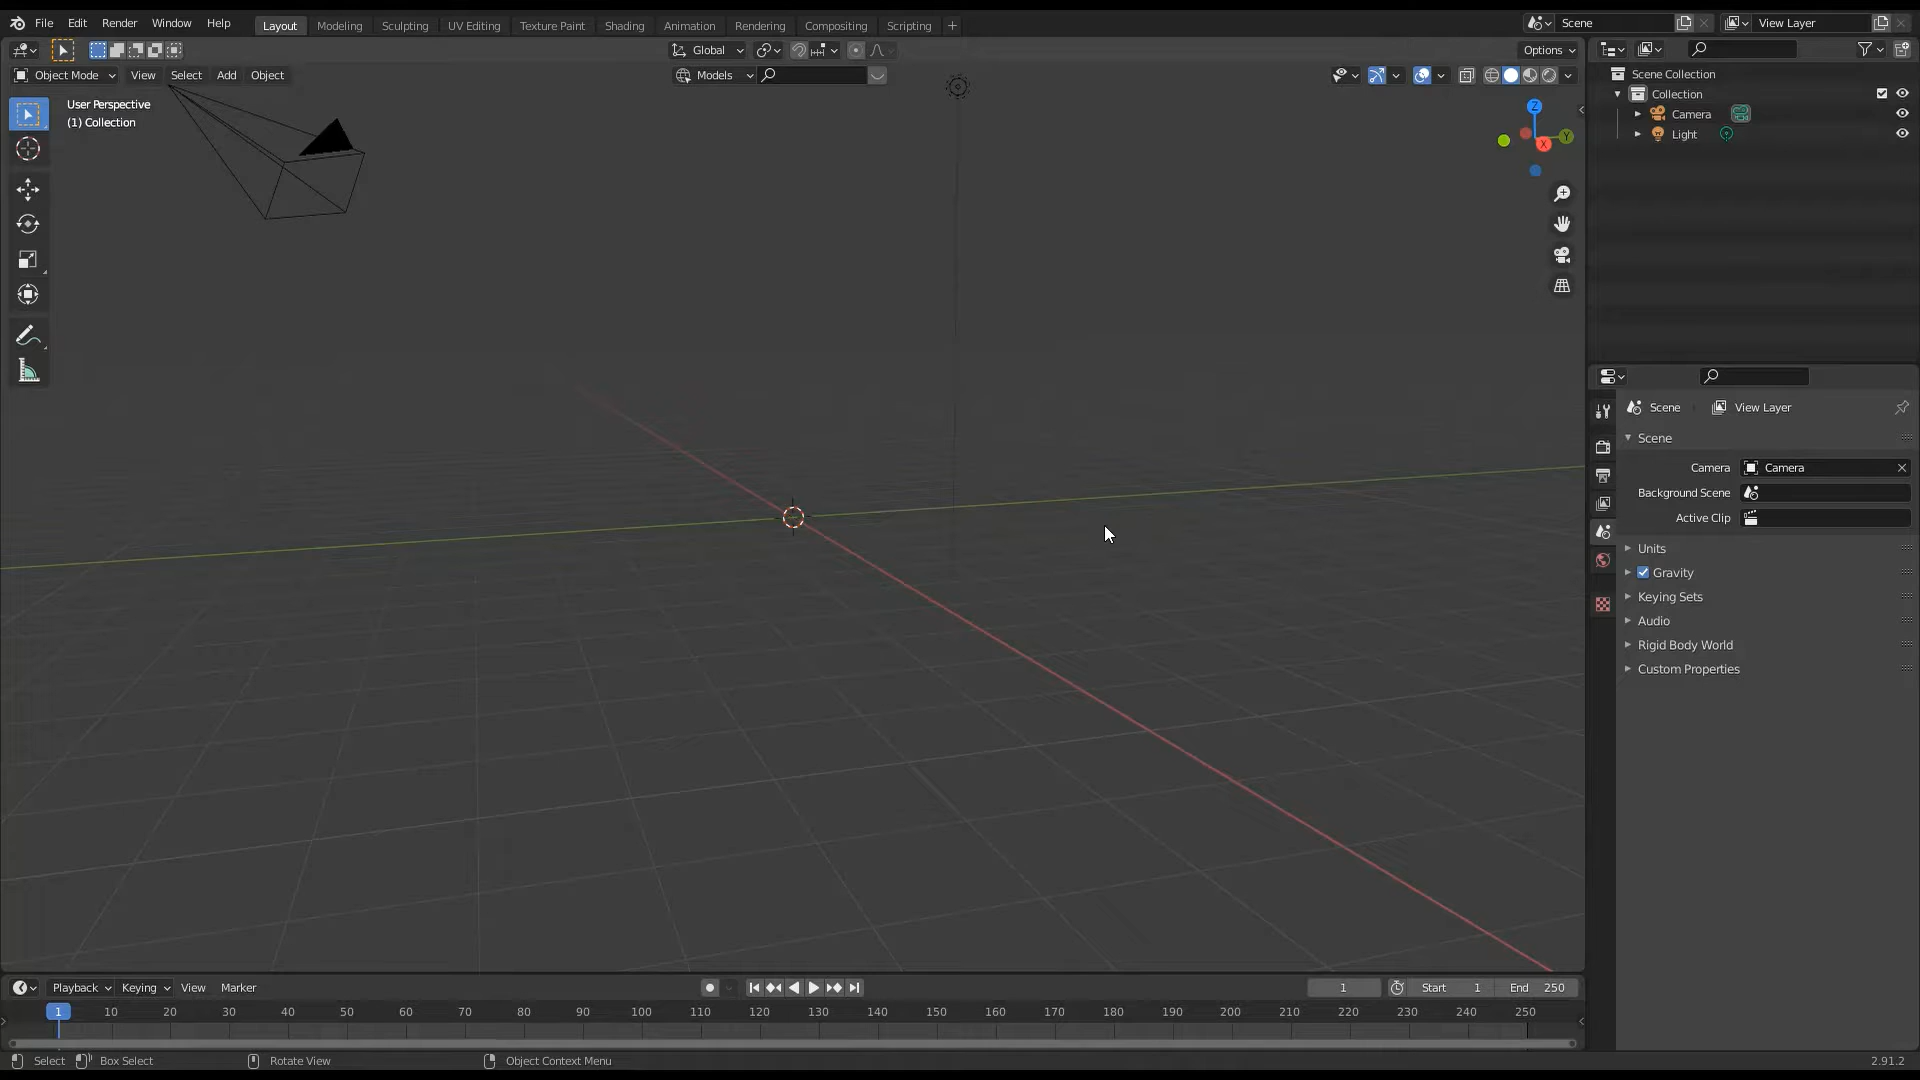 File Edit Render Window Help Layout Modeling Sculpting UV Editing Texture Paint Shading Animation Rendering Compositing Scripting + Scene View Layer
Global Options
Object Mode View Select Add Object Models
User Perspective
(1) Collection
Z
Y
X
Scene Collection
Collection
Camera
Light
Scene View Layer
Scene
Camera Camera
Background Scene
Active Clip
Units
Gravity
Keying Sets
Audio
Rigid Body World
Custom Properties
Playback Keying View Marker 1 Start 1 End 250
1 10 20 30 40 50 60 70 80 90 100 110 120 130 140 150 160 170 180 190 200 210 220 230 240 250
Select Box Select Rotate View Object Context Menu 2.91.2